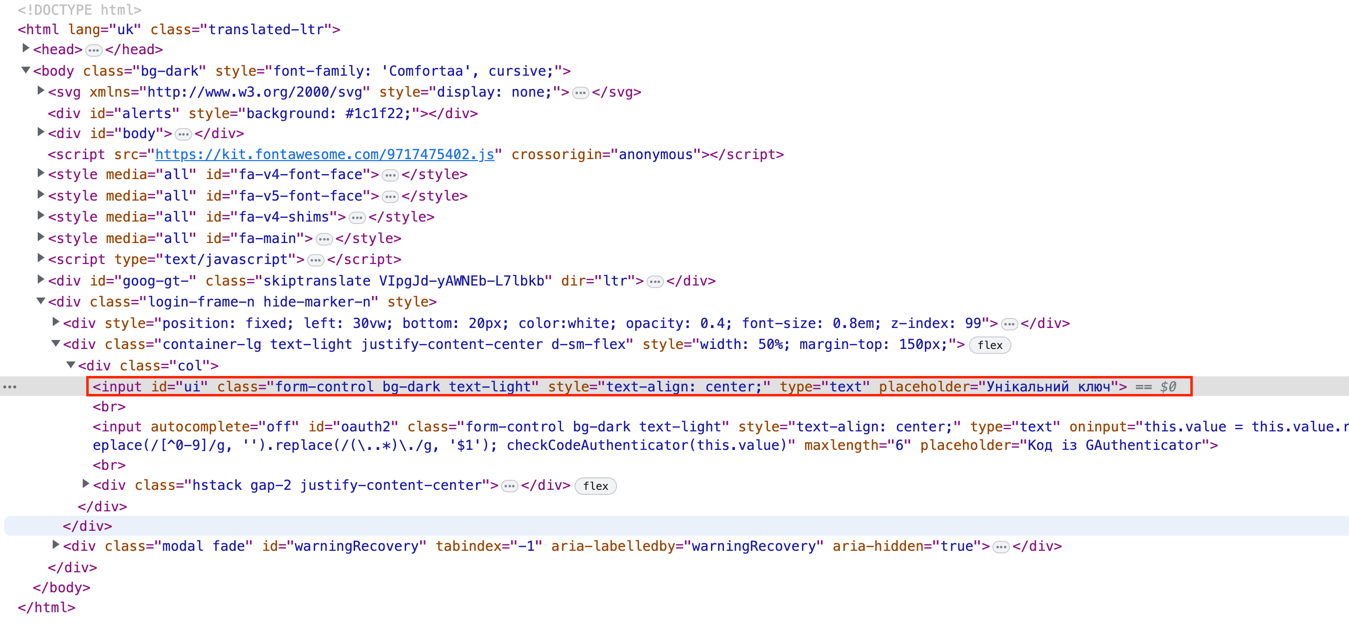 <!DOCTYPE html>
<html lang="uk" class="translated-ltr">
<head>…</head>
<body class="bg-dark" style="font-family: 'Comfortaa', cursive;">
<svg xmlns="http://www.w3.org/2000/svg" style="display: none;">…</svg>
<div id="alerts" style="background: #1c1f22;"></div>
<div id="body">…</div>
<script src="https://kit.fontawesome.com/9717475402.js" crossorigin="anonymous"></script>
<style media="all" id="fa-v4-font-face">…</style>
<style media="all" id="fa-v5-font-face">…</style>
<style media="all" id="fa-v4-shims">…</style>
<style media="all" id="fa-main">…</style>
<script type="text/javascript">…</script>
<div id="goog-gt-" class="skiptranslate VIpgJd-yAWNEb-L7lbkb" dir="ltr">…</div>
<div class="login-frame-n hide-marker-n" style>
<div style="position: fixed; left: 30vw; bottom: 20px; color:white; opacity: 0.4; font-size: 0.8em; z-index: 99">…</div>
<div class="container-lg text-light justify-content-center d-sm-flex" style="width: 50%; margin-top: 150px;"> flex
<div class="col">
<input id="ui" class="form-control bg-dark text-light" style="text-align: center;" type="text" placeholder="Унікальний ключ"> == $0
<br>
<input autocomplete="off" id="oauth2" class="form-control bg-dark text-light" style="text-align: center;" type="text" oninput="this.value = this.value.r
eplace(/[^0-9]/g, '').replace(/(\..*)\./g, '$1'); checkCodeAuthenticator(this.value)" maxlength="6" placeholder="Код із GAuthenticator">
<br>
<div class="hstack gap-2 justify-content-center">…</div> flex
</div>
</div>
<div class="modal fade" id="warningRecovery" tabindex="-1" aria-labelledby="warningRecovery" aria-hidden="true">…</div>
</div>
</body>
</html>